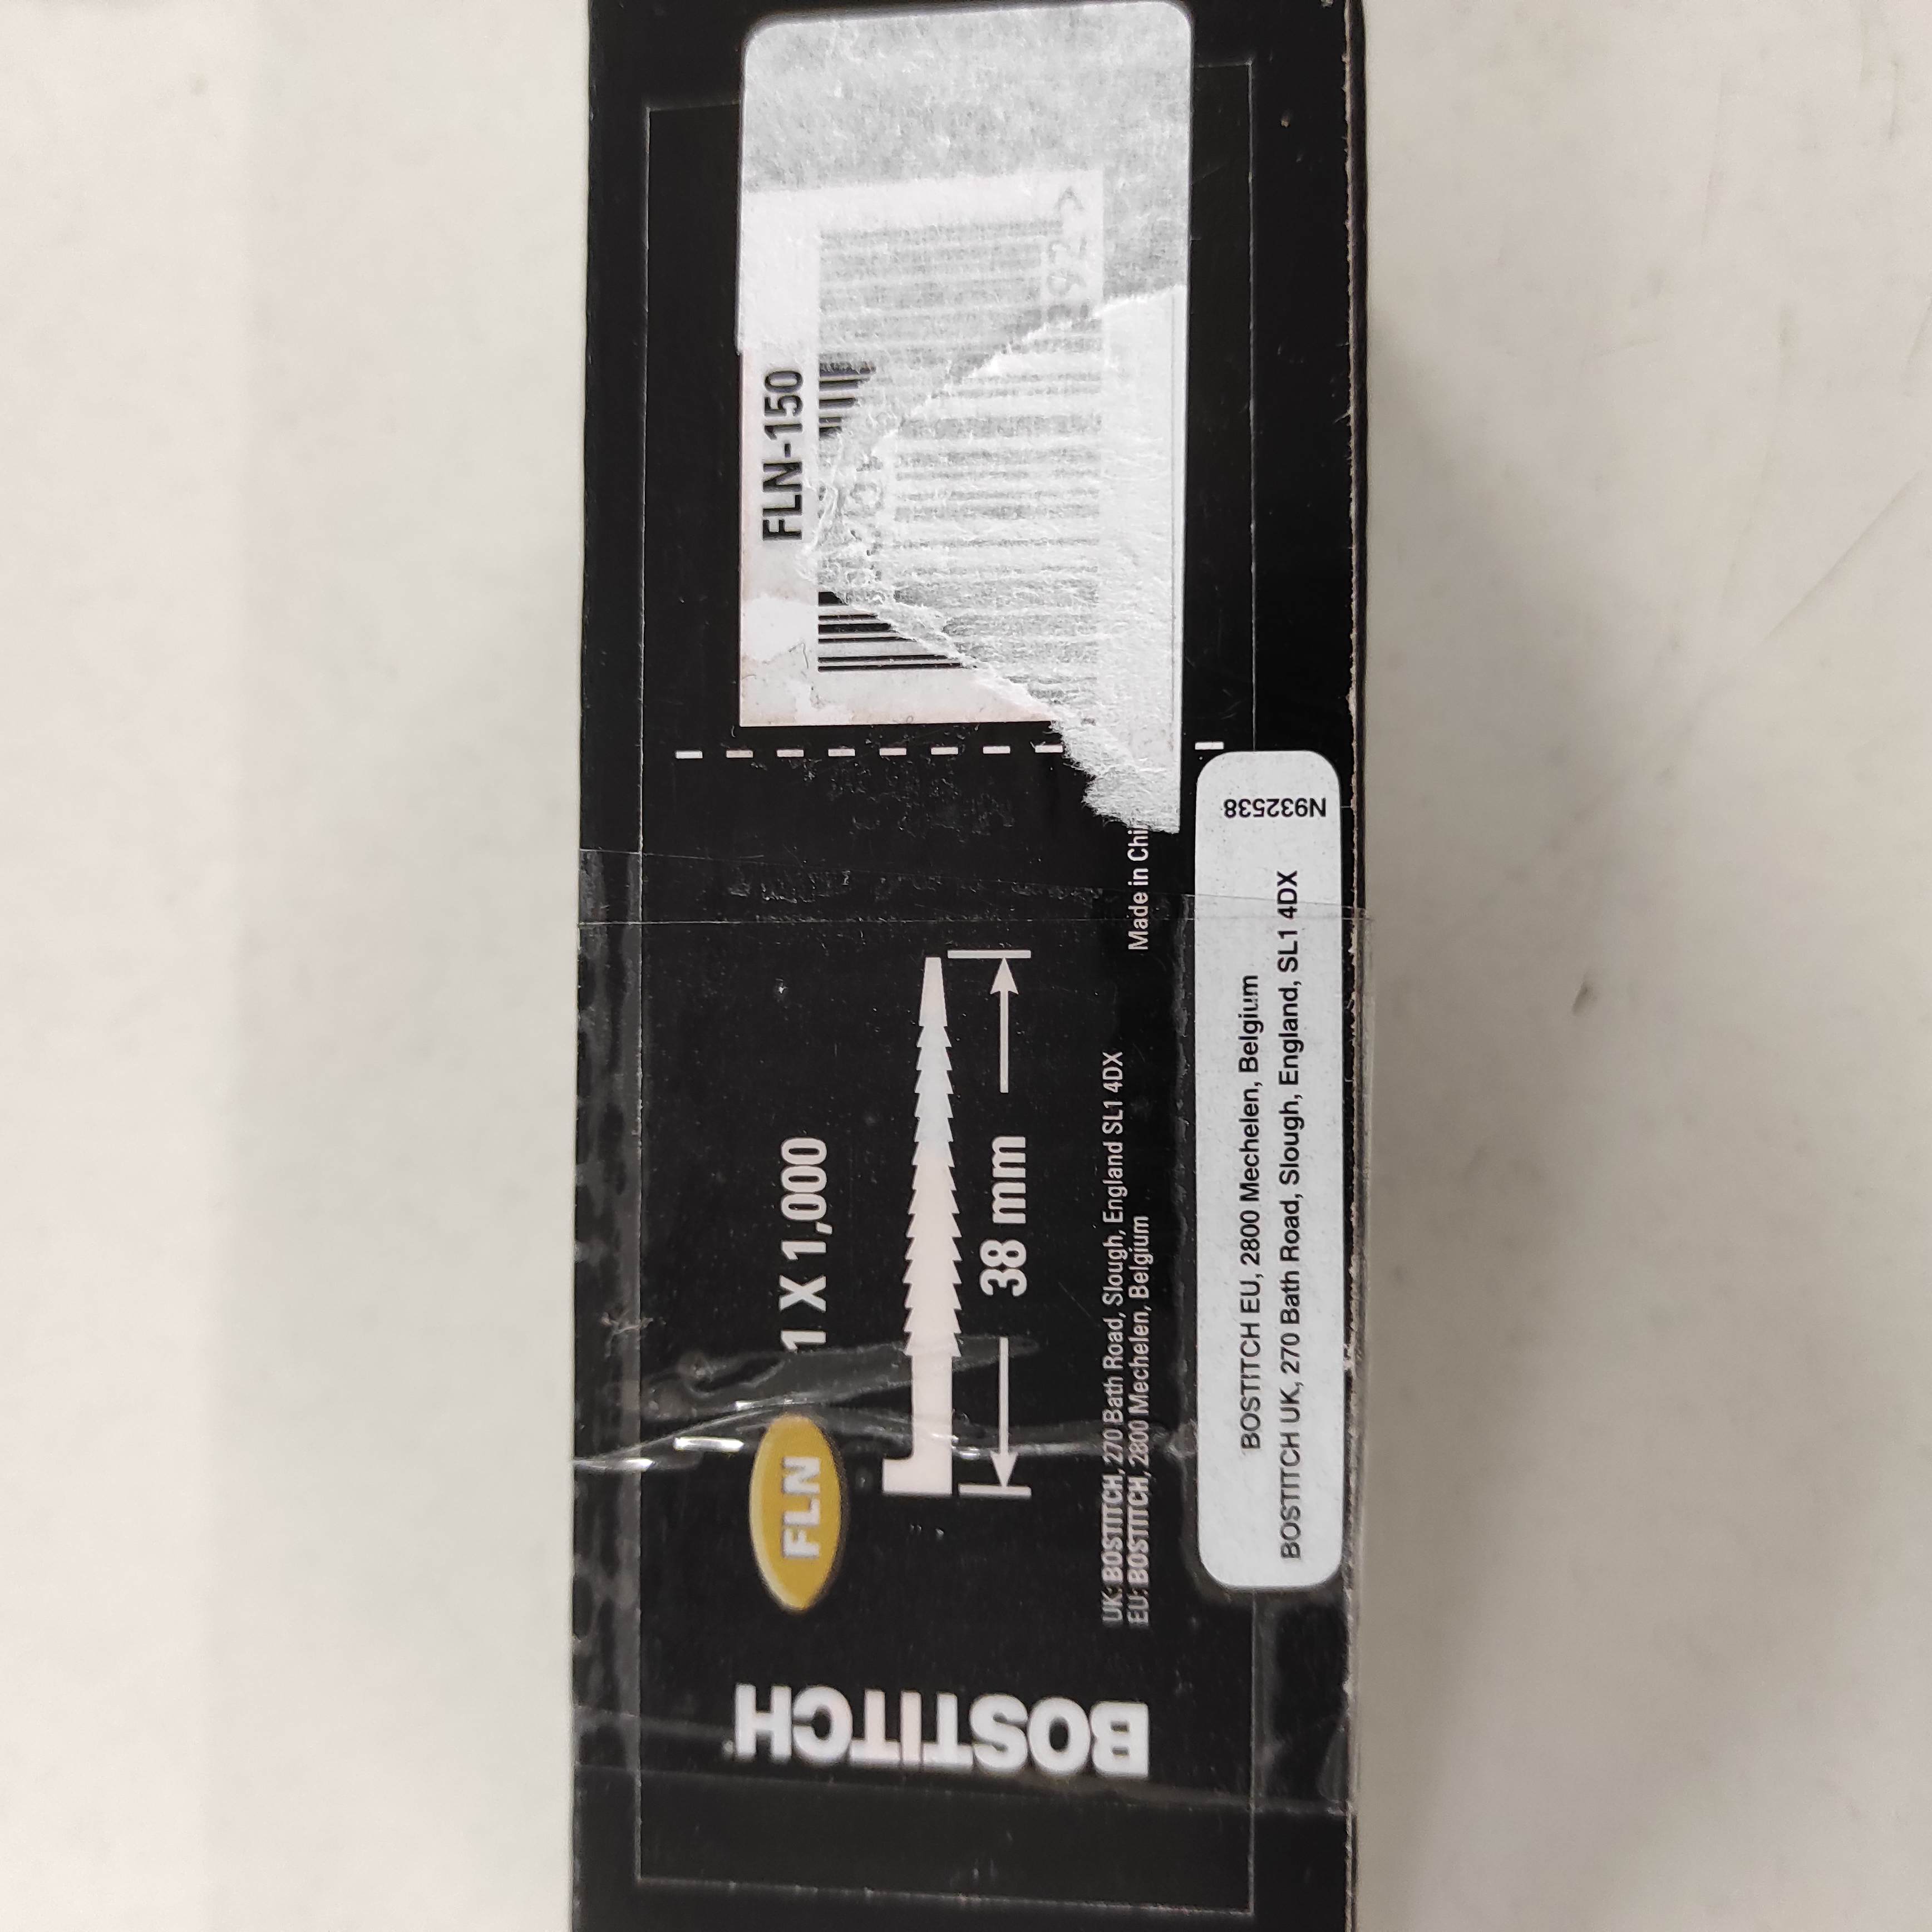 BOSTITCH
FLN
1 X 1,000
38 mm
UK: BOSTITCH, 270 Bath Road, Slough, England SL1 4DX
EU: BOSTITCH, 2800 Mechelen, Belgium
Made in Chi
FLN-150
BOSTITCH EU, 2800 Mechelen, Belgium
BOSTITCH UK, 270 Bath Road, Slough, England, SL1 4DX
N932538